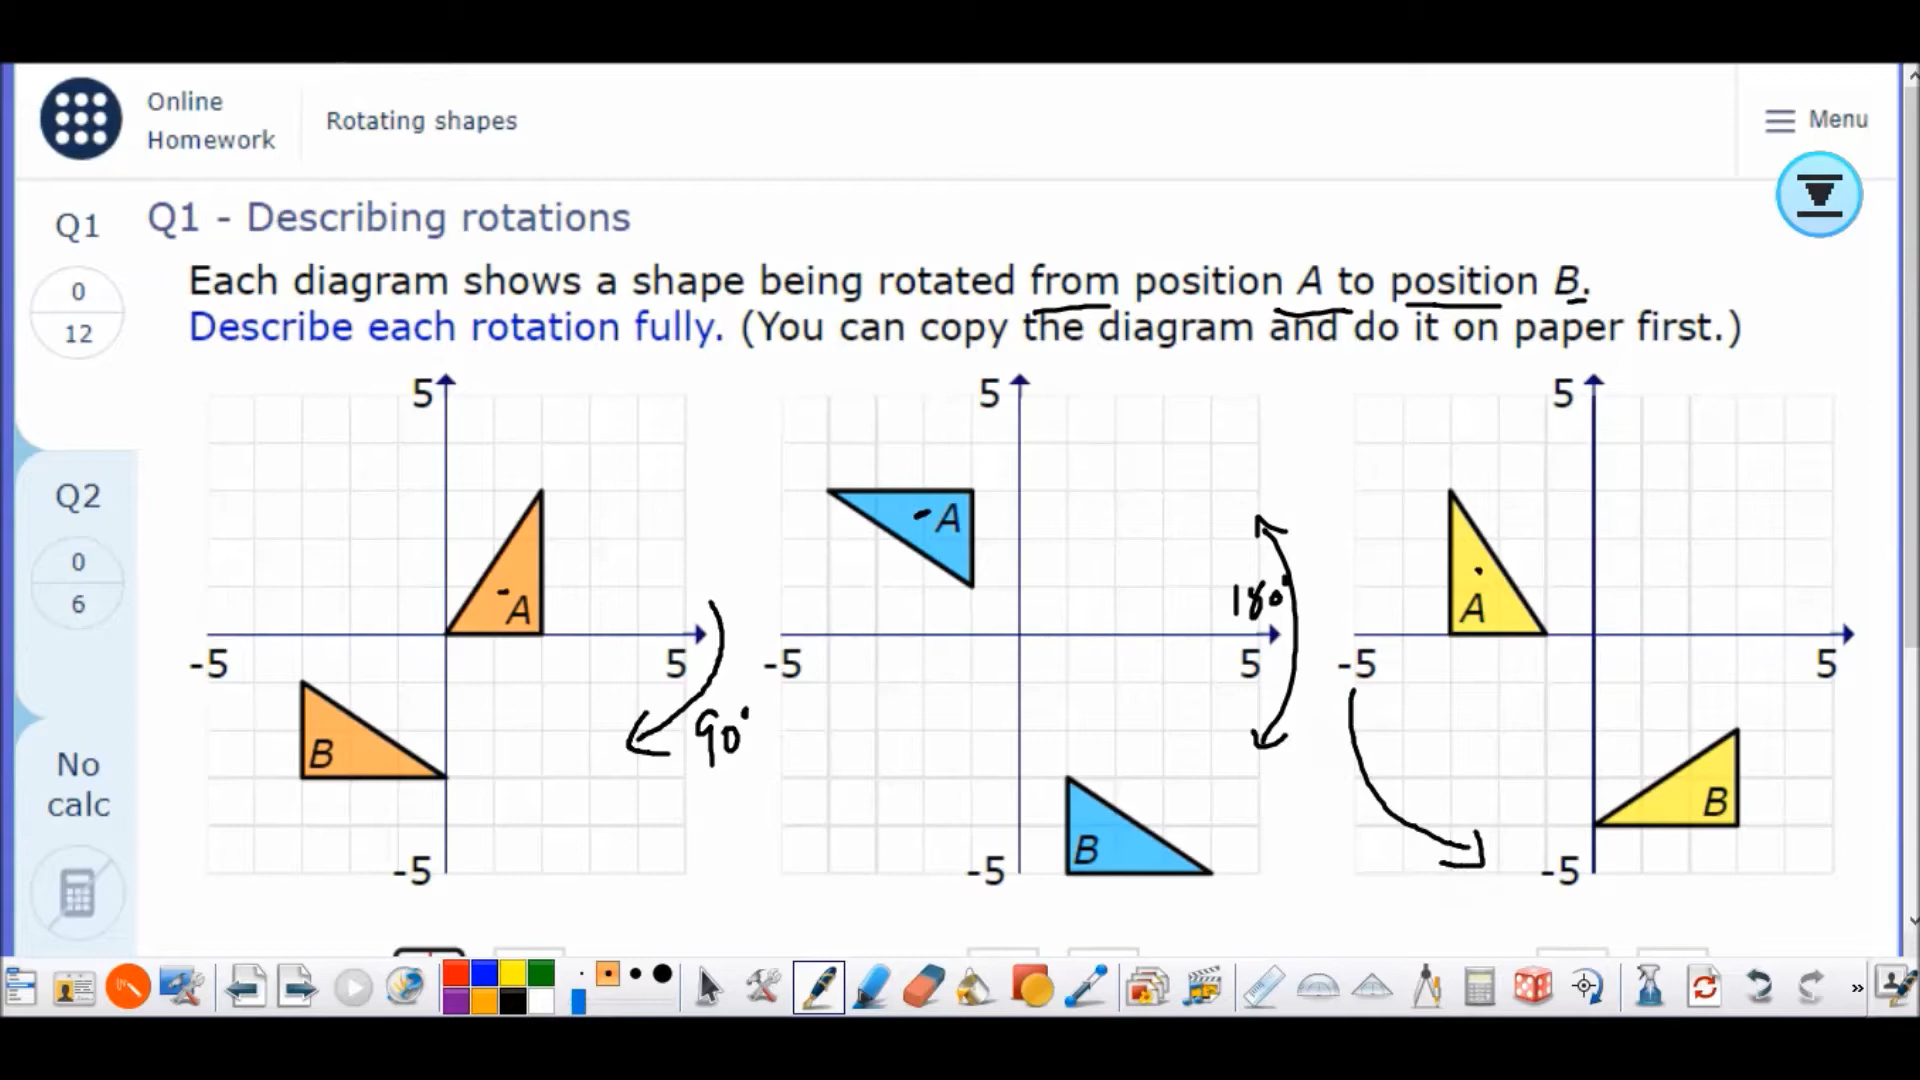 Online
Homework
Rotating shapes
Menu
Q1
0
12
Q1 - Describing rotations
Each diagram shows a shape being rotated from position A to position B.
Describe each rotation fully. (You can copy the diagram and do it on paper first.)
Q2
0
6
No
calc
5
A
-5
5
B
-5
90°
5
A
-5
5
B
-5
180°
5
A
-5
5
B
-5
»